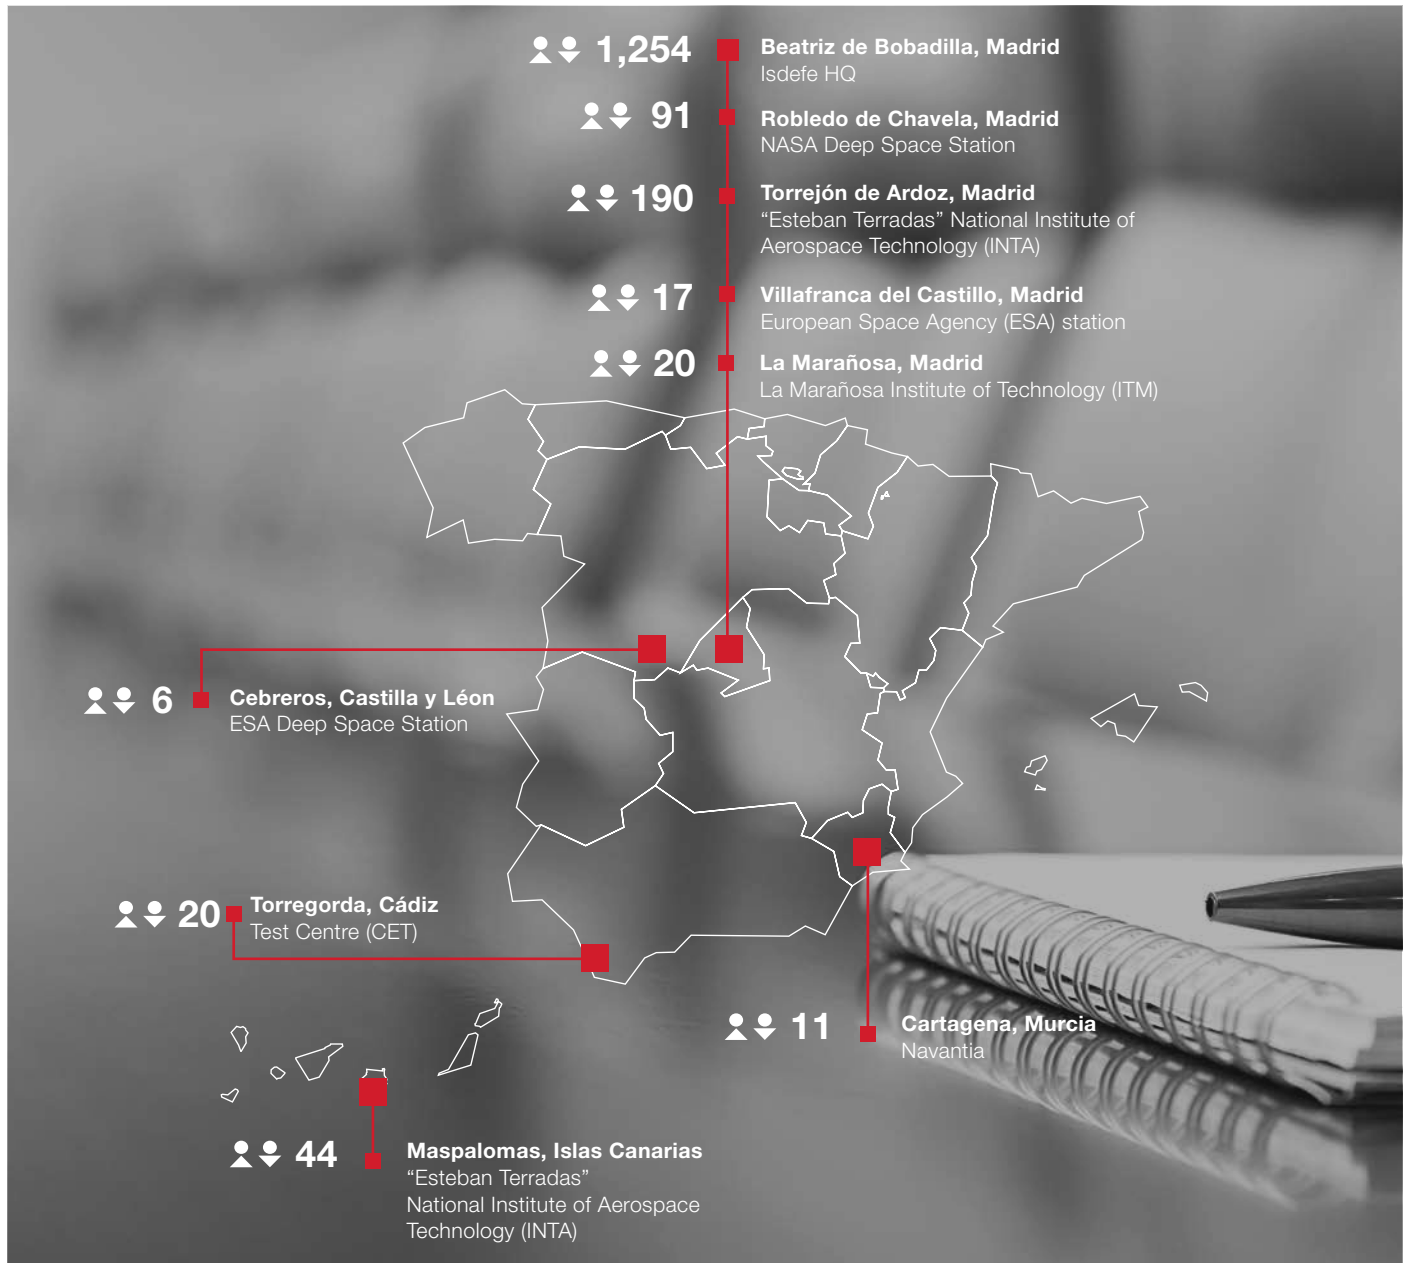 1,254
Beatriz de Bobadilla, Madrid
Isdefe HQ
91
Robledo de Chavela, Madrid
NASA Deep Space Station
190
Torrejón de Ardoz, Madrid
“Esteban Terradas” National Institute of
Aerospace Technology (INTA)
17
Villafranca del Castillo, Madrid
European Space Agency (ESA) station
20
La Marañosa, Madrid
La Marañosa Institute of Technology (ITM)
6
Cebreros, Castilla y Léon
ESA Deep Space Station
20
Torregorda, Cádiz
Test Centre (CET)
11
Cartagena, Murcia
Navantia
44
Maspalomas, Islas Canarias
“Esteban Terradas”
National Institute of Aerospace
Technology (INTA)